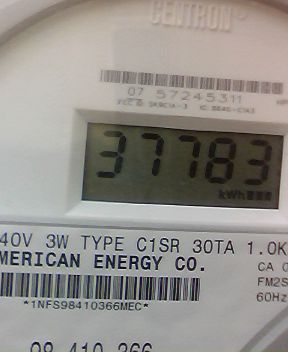 CENTRON
07 57245311
37783
kWh
40V 3W TYPE C1SR 30TA 1.0K
MERICAN ENERGY CO.
CA 0
FM2S
*1NFS98410366MEC*
60Hz
98 410 366